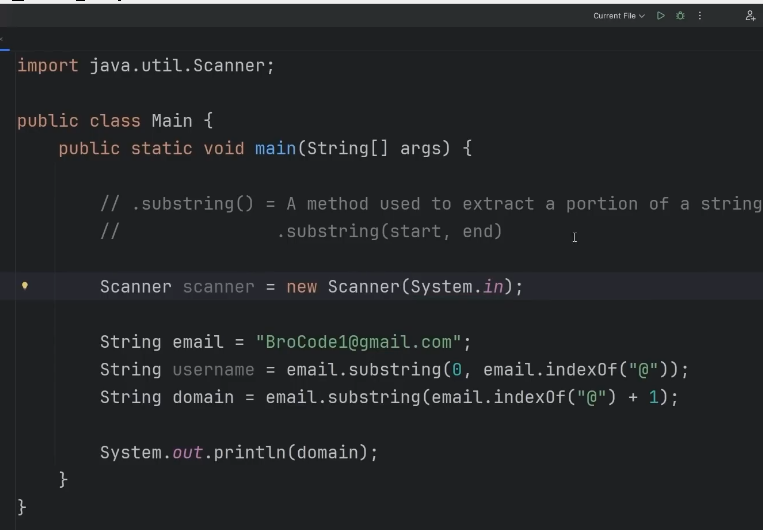 Current File
import java.util.Scanner;
public class Main {
public static void main(String[] args) {
// .substring() = A method used to extract a portion of a string
// .substring(start, end)
Scanner scanner = new Scanner(System.in);
String email = "BroCode1@gmail.com";
String username = email.substring(0, email.indexOf("@"));
String domain = email.substring(email.indexOf("@") + 1);
System.out.println(domain);
}
}